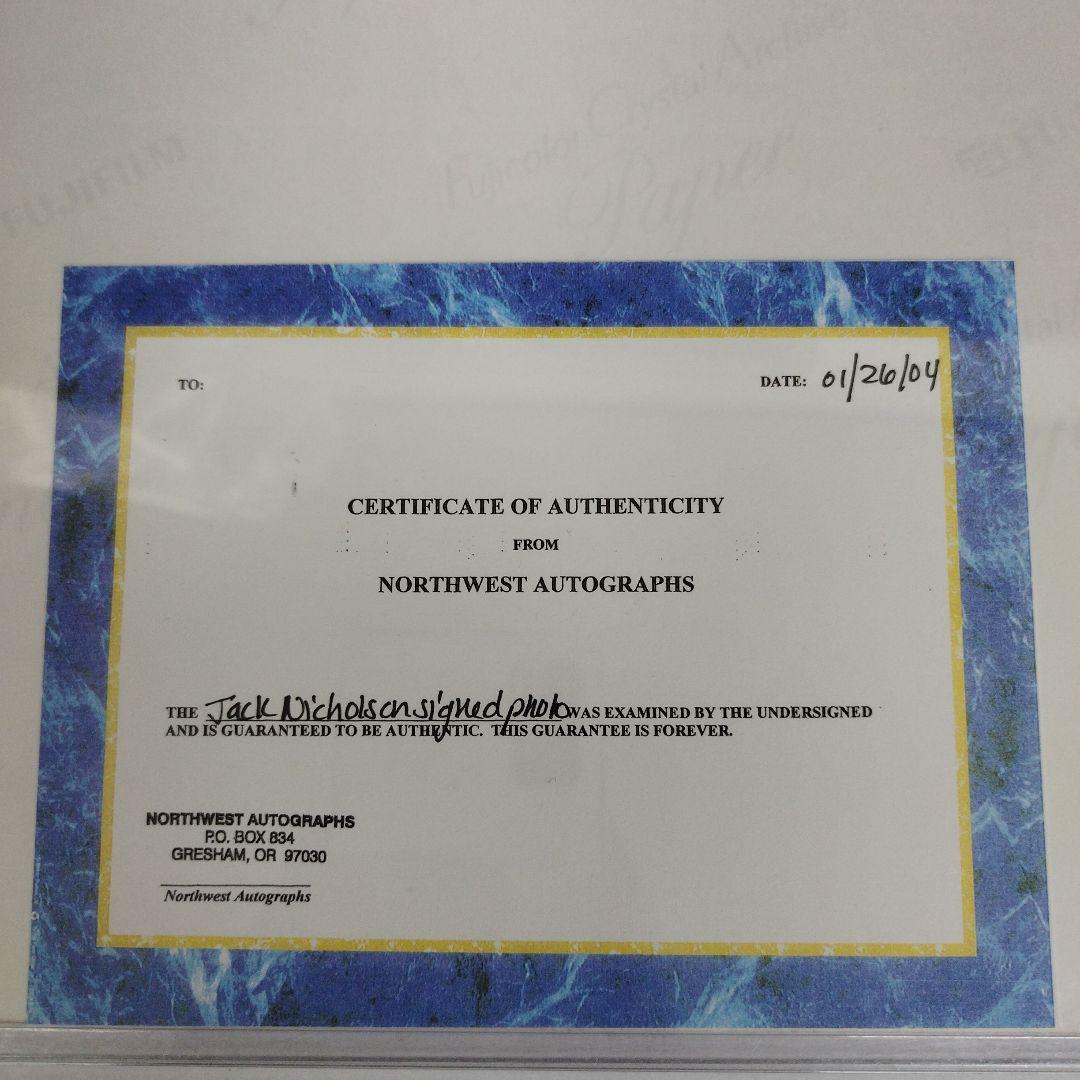 Fujicolor Crystal Archive
Paper
FUJIFILM
TO:
DATE: 01/26/04
CERTIFICATE OF AUTHENTICITY
FROM
NORTHWEST AUTOGRAPHS
THE Jack Nicholson signed photo WAS EXAMINED BY THE UNDERSIGNED
AND IS GUARANTEED TO BE AUTHENTIC. THIS GUARANTEE IS FOREVER.
NORTHWEST AUTOGRAPHS
P.O. BOX 834
GRESHAM, OR 97030
Northwest Autographs